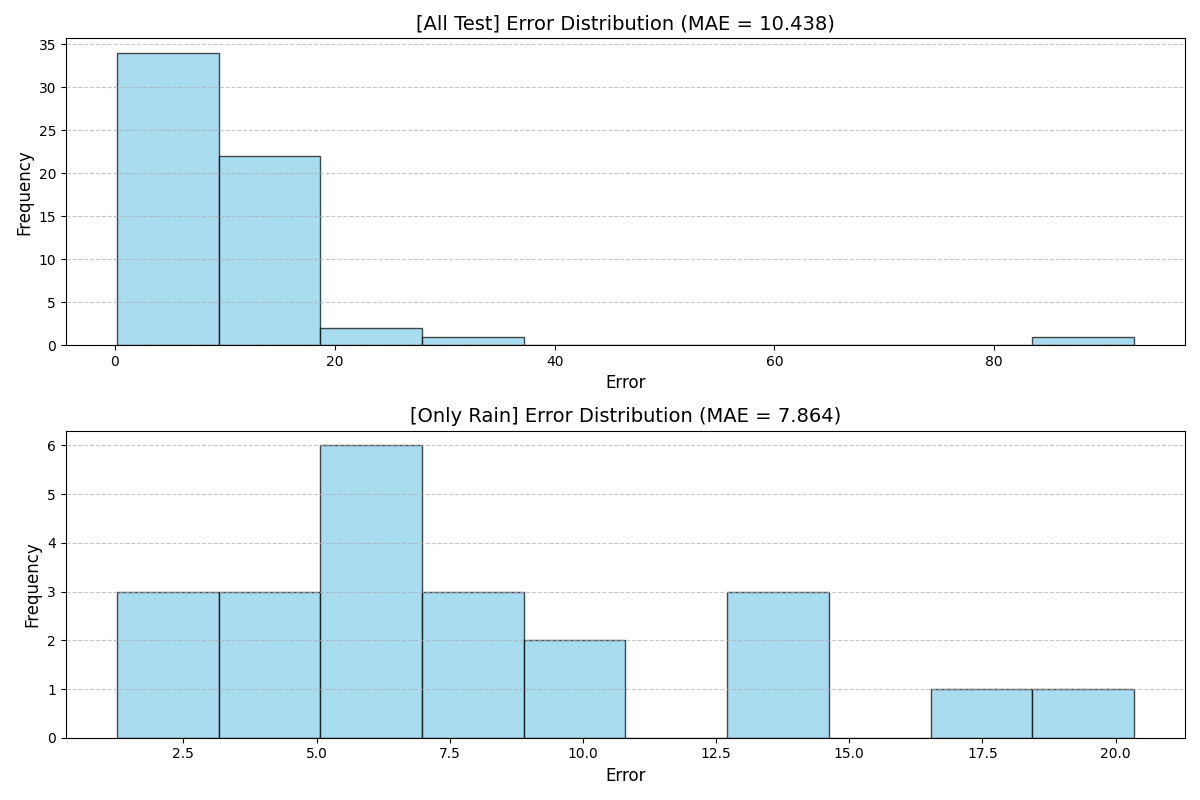 [All Test] Error Distribution (MAE = 10.438)
35
30
25
20
15
10
5
0
Frequency
0 20 40 60 80
Error
[Only Rain] Error Distribution (MAE = 7.864)
6
5
4
3
2
1
0
Frequency
2.5 5.0 7.5 10.0 12.5 15.0 17.5 20.0
Error